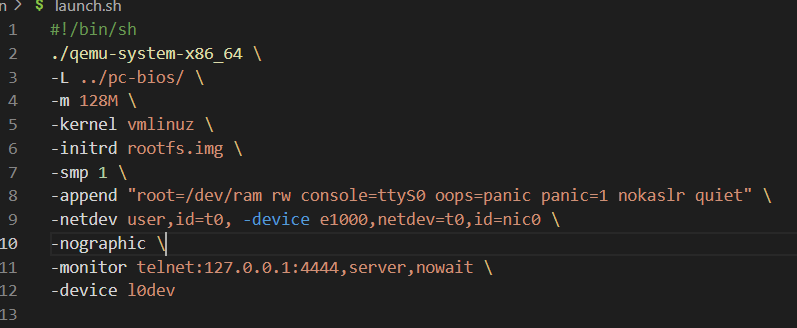 n > $ launch.sh
1 #!/bin/sh
2 ./qemu-system-x86_64 \
3 -L ../pc-bios/ \
4 -m 128M \
5 -kernel vmlinuz \
6 -initrd rootfs.img \
7 -smp 1 \
8 -append "root=/dev/ram rw console=ttyS0 oops=panic panic=1 nokaslr quiet" \
9 -netdev user,id=t0, -device e1000,netdev=t0,id=nic0 \
10 -nographic \
11 -monitor telnet:127.0.0.1:4444,server,nowait \
12 -device l0dev
13